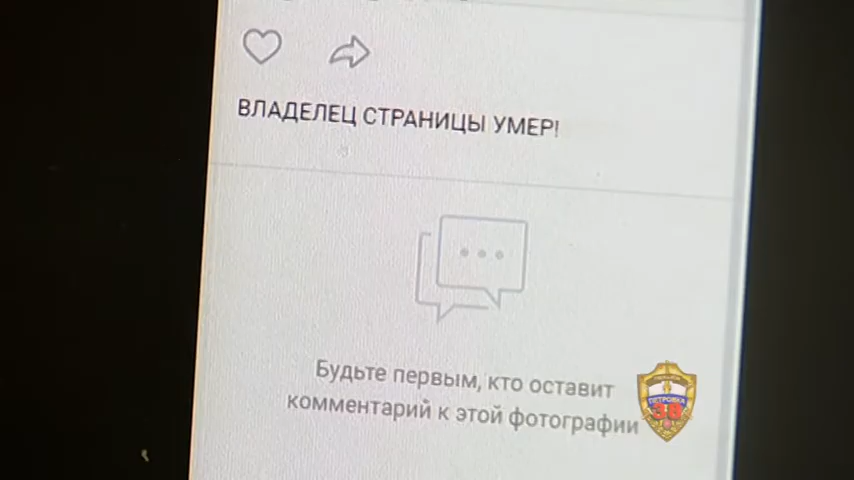 ВЛАДЕЛЕЦ СТРАНИЦЫ УМЕР!
Будьте первым, кто оставит
комментарий к этой фотографии
ПЕТРОВКА
38